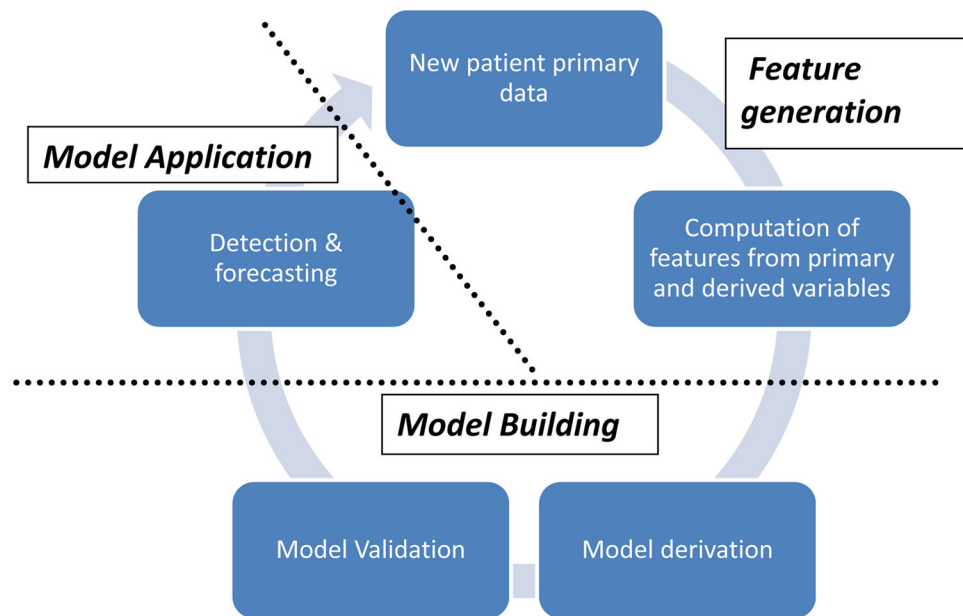 New patient primary
data
Feature
generation
Model Application
Detection &
forecasting
Computation of
features from primary
and derived variables
Model Building
Model Validation
Model derivation